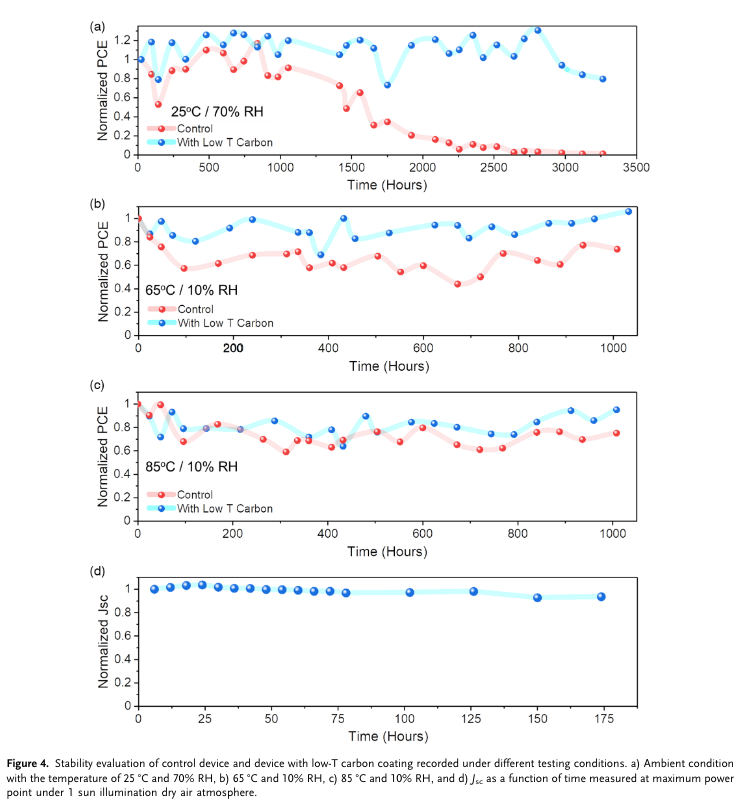 (a)
Normalized PCE
1.2
1
0.8
0.6
0.4
0.2
0
25°C / 70% RH
Control
With Low T Carbon
0 500 1000 1500 2000 2500 3000 3500
Time (Hours)
(b)
Normalized PCE
1
0.8
0.6
0.4
0.2
0
65°C / 10% RH
Control
With Low T Carbon
0 200 400 600 800 1000
Time (Hours)
(c)
Normalized PCE
1
0.8
0.6
0.4
0.2
0
85°C / 10% RH
Control
With Low T Carbon
0 200 400 600 800 1000
Time (Hours)
(d)
Normalized Jsc
1
0.8
0.6
0.4
0.2
0
0 25 50 75 100 125 150 175
Time (Hours)
Figure 4. Stability evaluation of control device and device with low-T carbon coating recorded under different testing conditions. a) Ambient condition
with the temperature of 25 °C and 70% RH, b) 65 °C and 10% RH, c) 85 °C and 10% RH, and d) Jsc as a function of time measured at maximum power
point under 1 sun illumination dry air atmosphere.